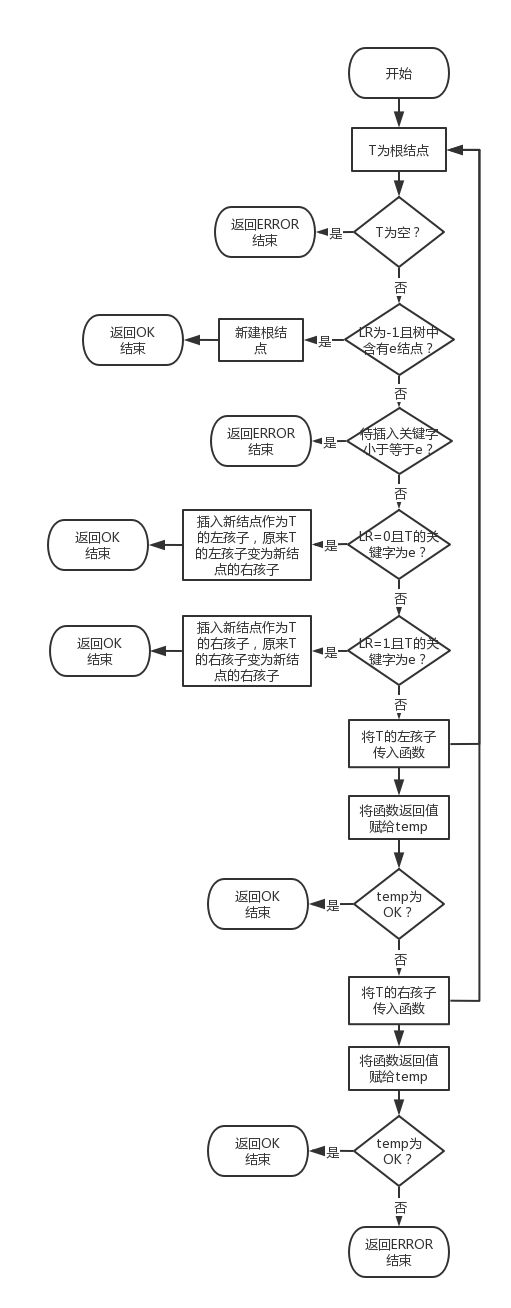 开始
T为根结点
T为空？
是
返回ERROR
结束
否
LR为-1且树中
含有e结点？
是
新建根结
点
返回OK
结束
否
待插入关键字
小于等于e？
是
返回ERROR
结束
否
LR=0且T的关
键字为e？
是
插入新结点作为T
的左孩子，原来T
的左孩子变为新结
点的右孩子
返回OK
结束
否
LR=1且T的关
键字为e？
是
插入新结点作为T
的右孩子，原来T
的右孩子变为新结
点的右孩子
返回OK
结束
否
将T的左孩子
传入函数
将函数返回值
赋给temp
temp为
OK？
是
返回OK
结束
否
将T的右孩子
传入函数
将函数返回值
赋给temp
temp为
OK？
是
返回OK
结束
否
返回ERROR
结束